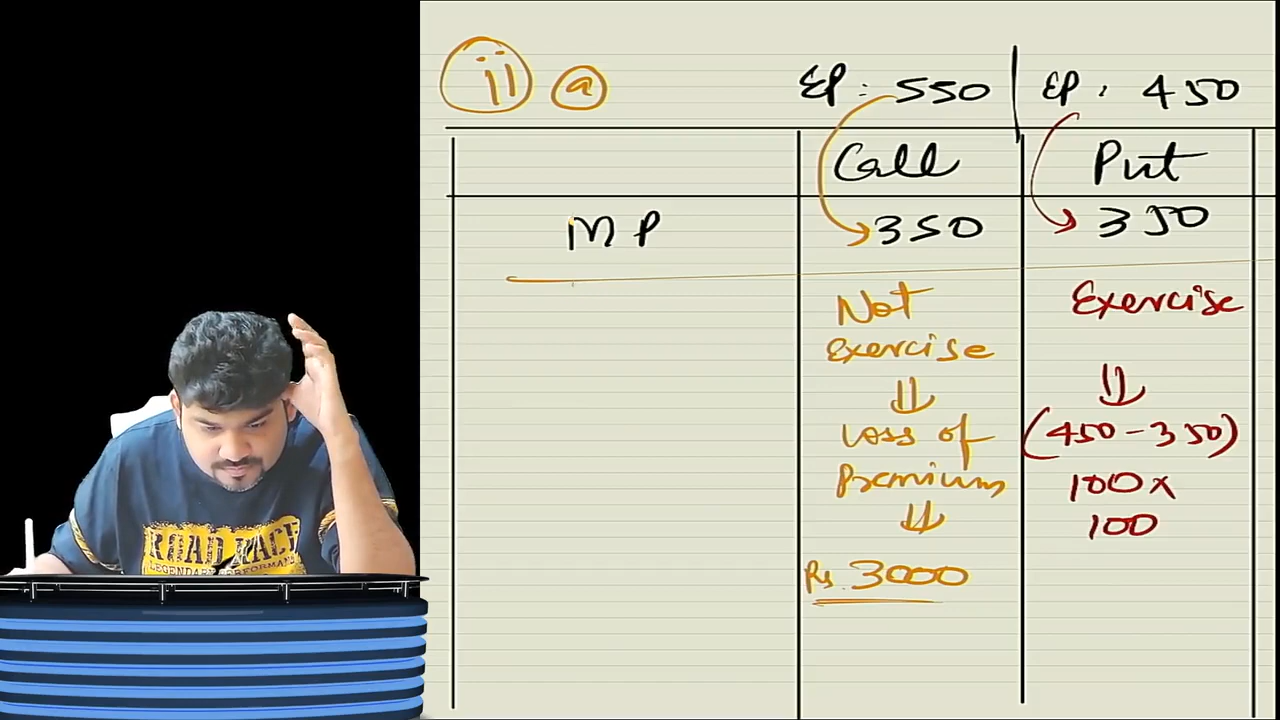 ii a EP: 550 | EP, 450
Call Put
MP 350 350
Not Exercise
Exercise
⇓ ⇓
Loss of (450-350)
Premium 100x
⇓ 100
Rs. 3000
ROAD RACE
LEGENDARY PERFORMANCE